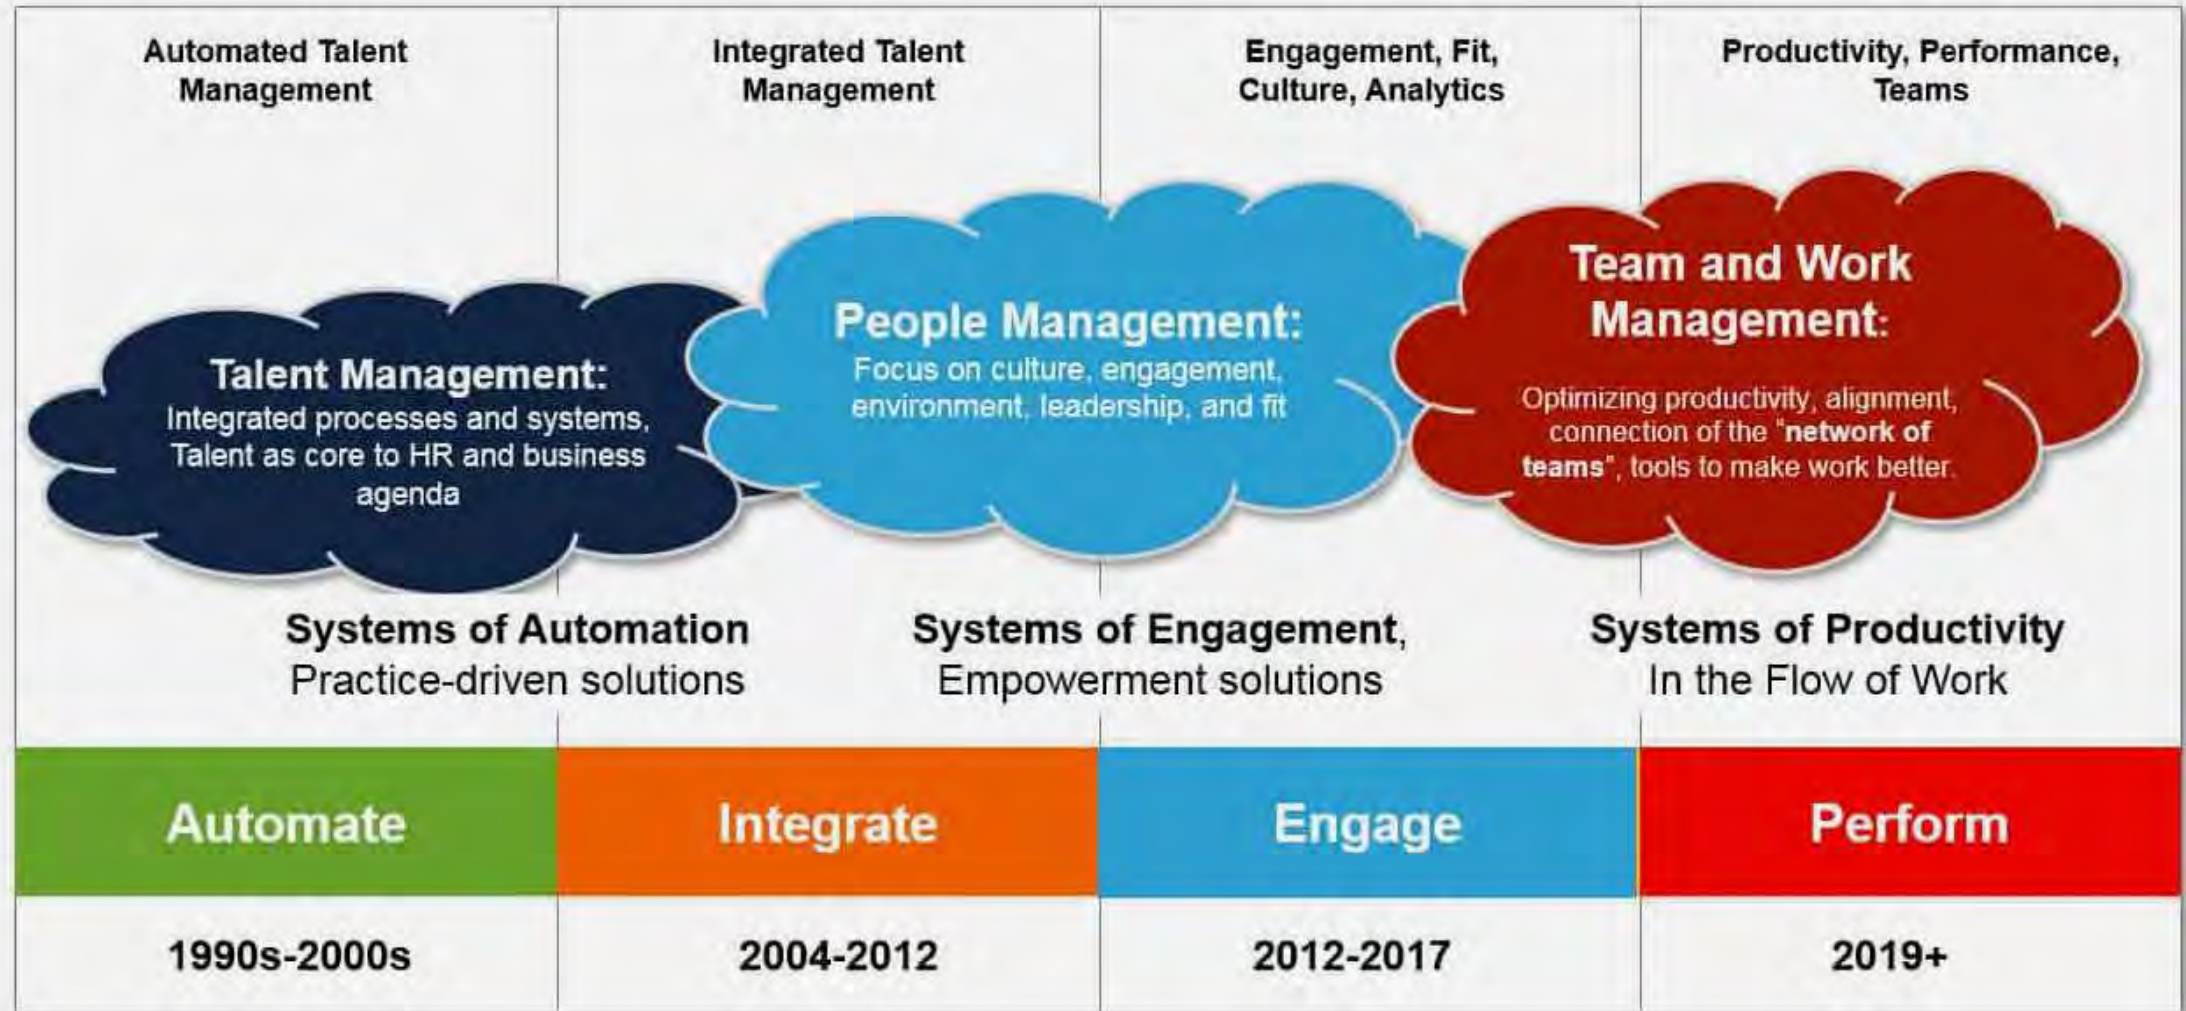 Automated Talent
Management
Integrated Talent
Management
Engagement, Fit,
Culture, Analytics
Productivity, Performance,
Teams
Talent Management:
Integrated processes and systems,
Talent as core to HR and business
agenda
People Management:
Focus on culture, engagement,
environment, leadership, and fit
Team and Work
Management:
Optimizing productivity, alignment,
connection of the "network of
teams", tools to make work better.
Systems of Automation
Practice-driven solutions
Systems of Engagement,
Empowerment solutions
Systems of Productivity
In the Flow of Work
Automate
Integrate
Engage
Perform
1990s-2000s
2004-2012
2012-2017
2019+